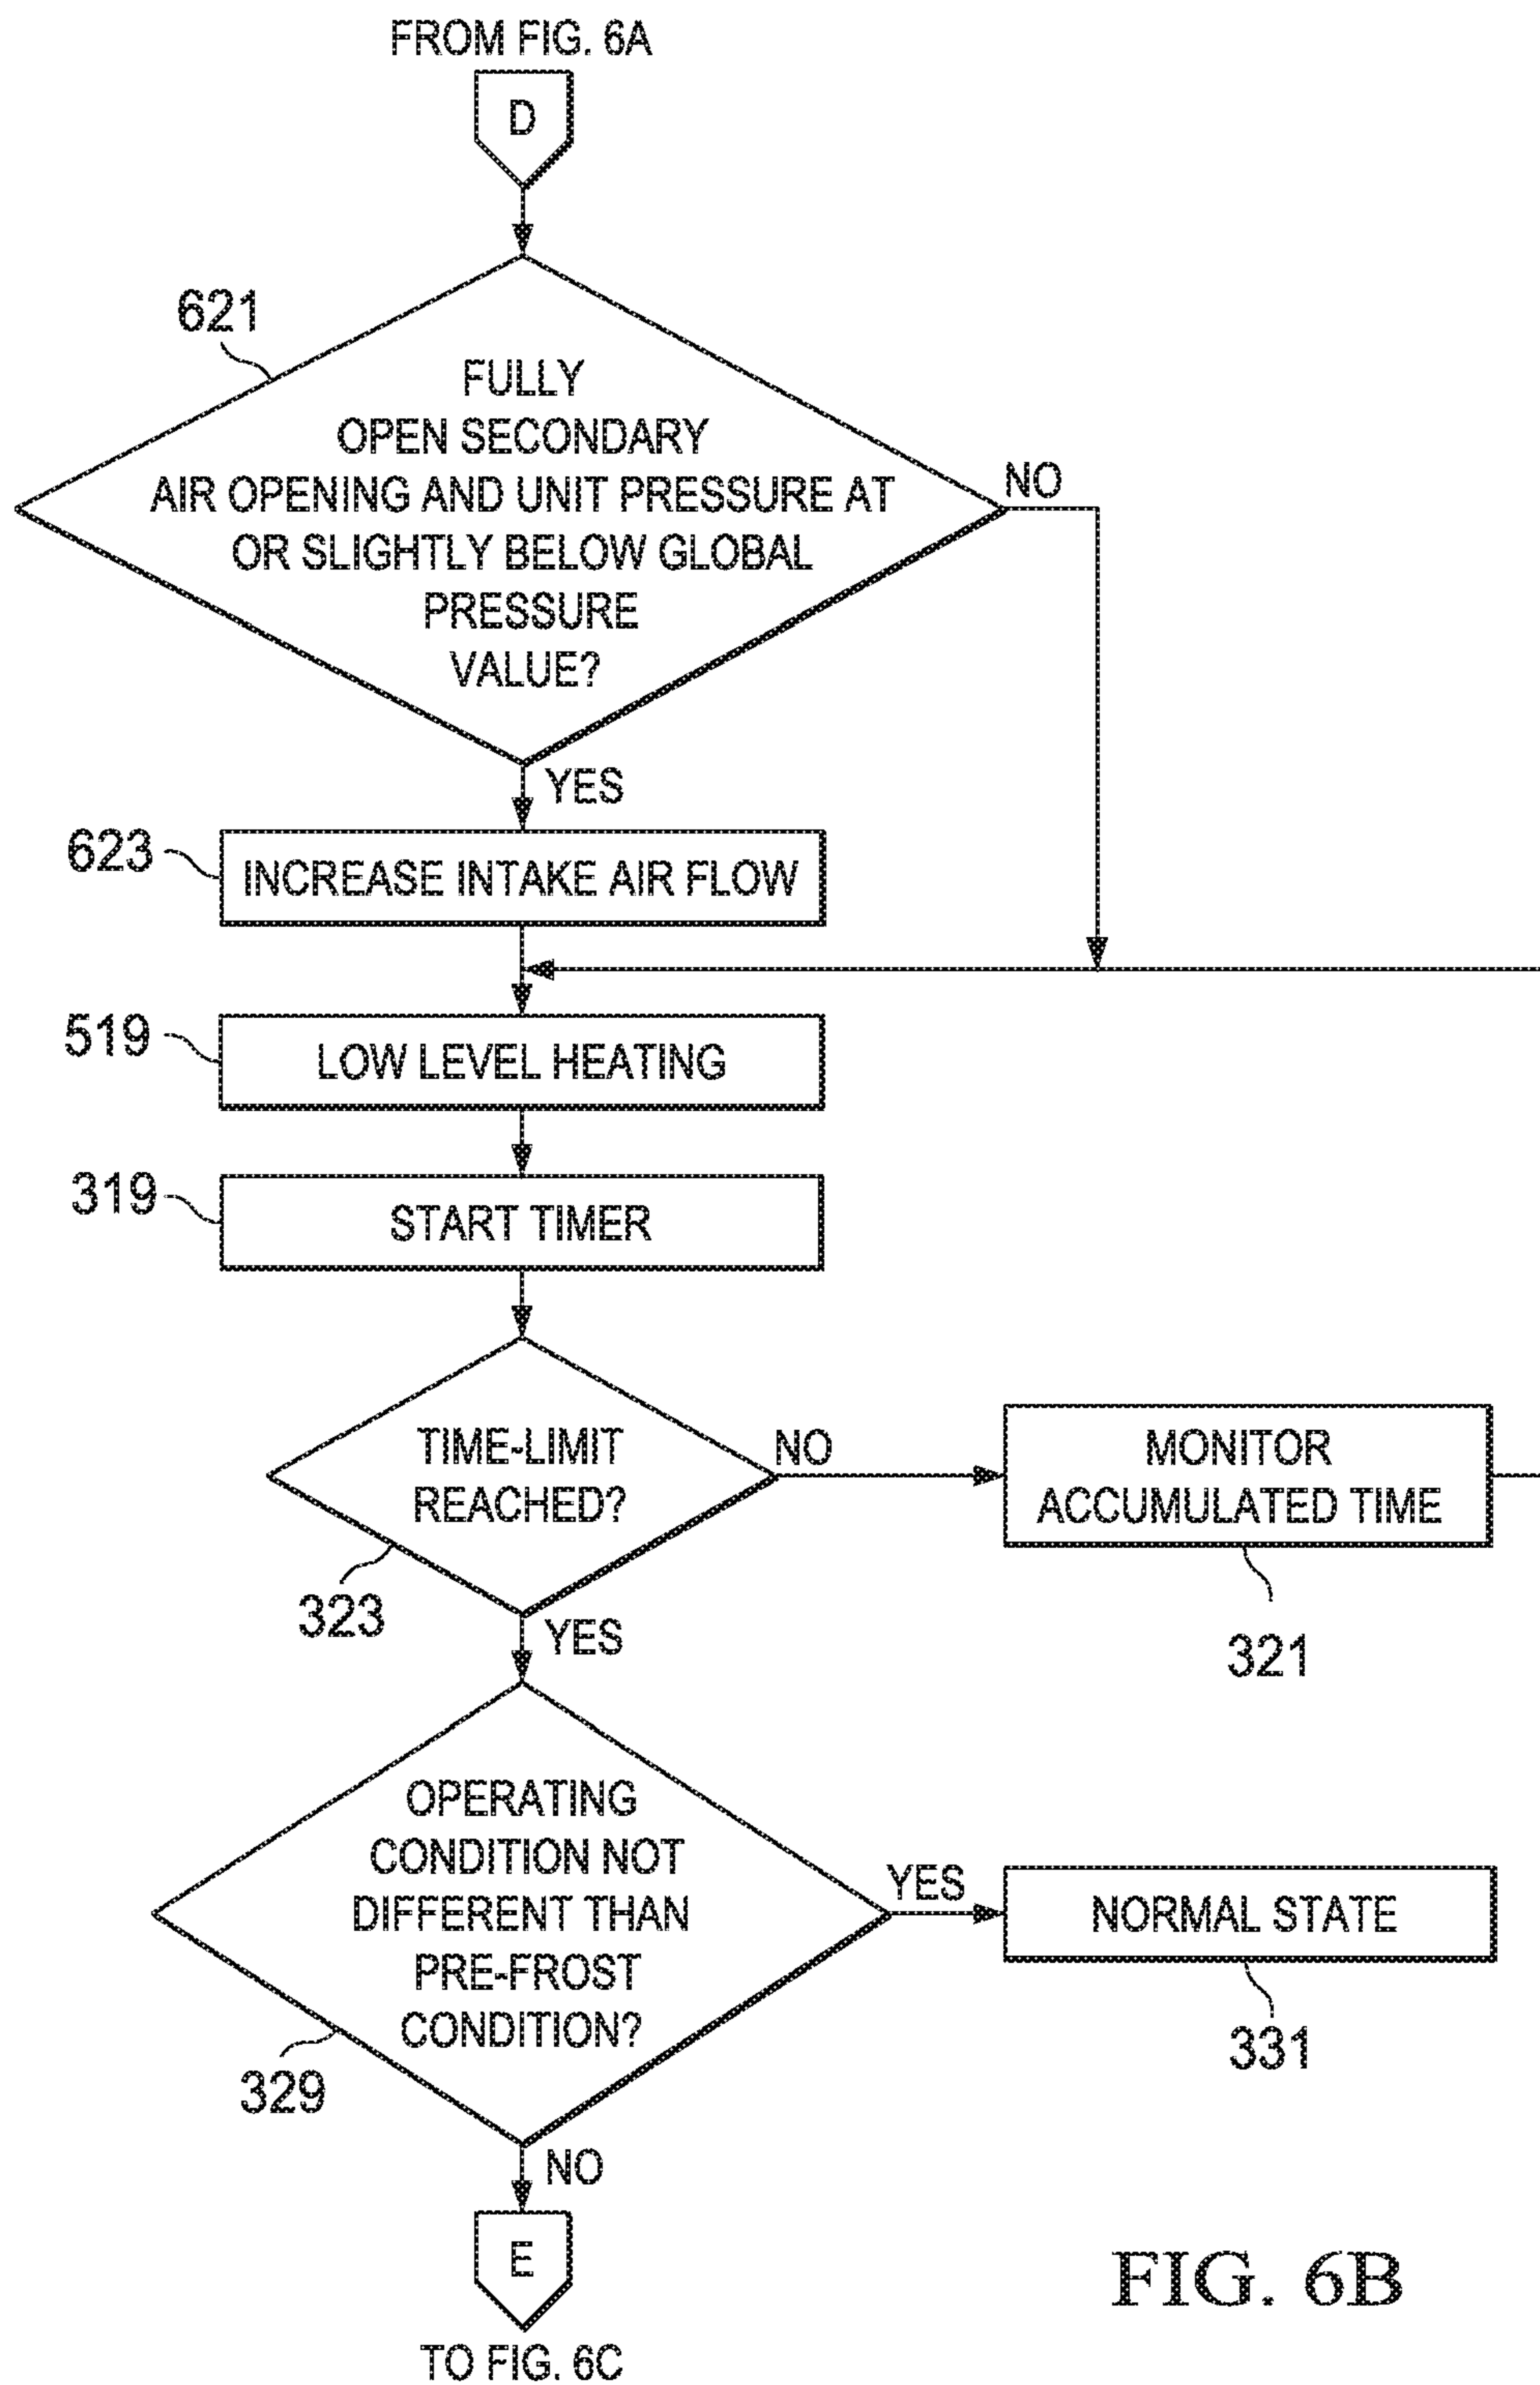 FROM FIG. 6A
D
621
FULLY
OPEN SECONDARY
AIR OPENING AND UNIT PRESSURE AT
OR SLIGHTLY BELOW GLOBAL
PRESSURE
VALUE?
NO
YES
623
INCREASE INTAKE AIR FLOW
519
LOW LEVEL HEATING
319
START TIMER
TIME-LIMIT
REACHED?
NO
MONITOR
ACCUMULATED TIME
323
YES
321
OPERATING
CONDITION NOT
DIFFERENT THAN
PRE-FROST
CONDITION?
YES
NORMAL STATE
329
331
NO
E
TO FIG. 6C
FIG. 6B